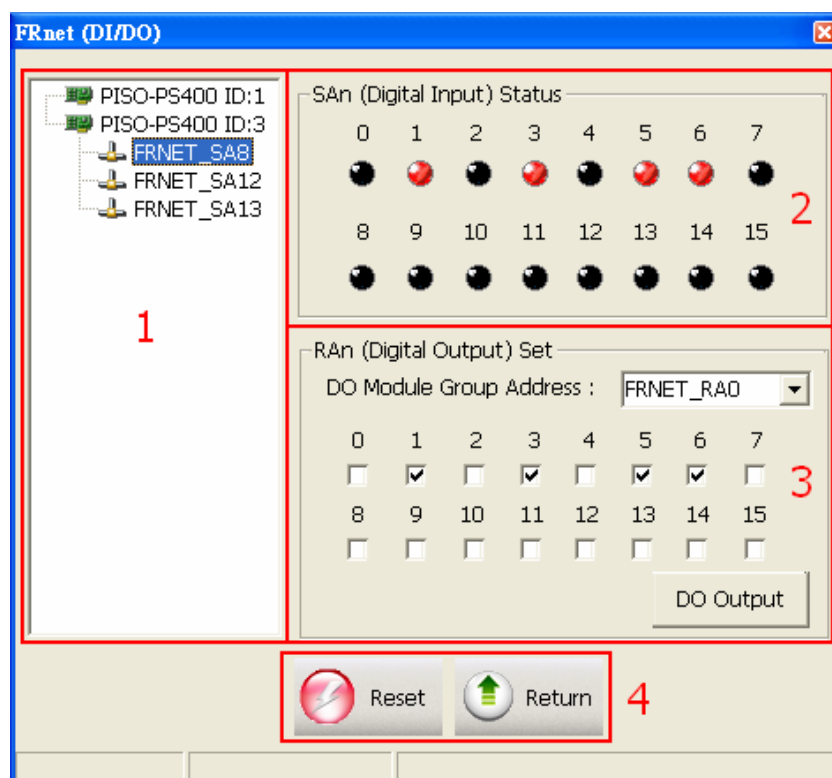 FRnet (DI/DO)
PISO-PS400 ID:1
PISO-PS400 ID:3
FRNET_SA8
FRNET_SA12
FRNET_SA13
1
SAn (Digital Input) Status
0 1 2 3 4 5 6 7
8 9 10 11 12 13 14 15
2
RAn (Digital Output) Set
DO Module Group Address : FRNET_RA0
0 1 2 3 4 5 6 7
8 9 10 11 12 13 14 15
3
DO Output
Reset Return 4